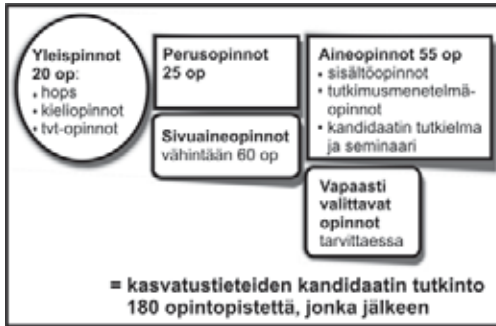 Yleispinnot
20 op:
• hops
• kieliopinnot
• tvt-opinnot
Perusopinnot
25 op
Sivuaineopinnot
vähintään 60 op
Aineopinnot 55 op
• sisältöopinnot
• tutkimusmenetelmä-
opinnot
• kandidaatin tutkielma
ja seminaari
Vapaasti
valittavat
opinnot
tarvittaessa
= kasvatustieteiden kandidaatin tutkinto
180 opintopistettä, jonka jälkeen